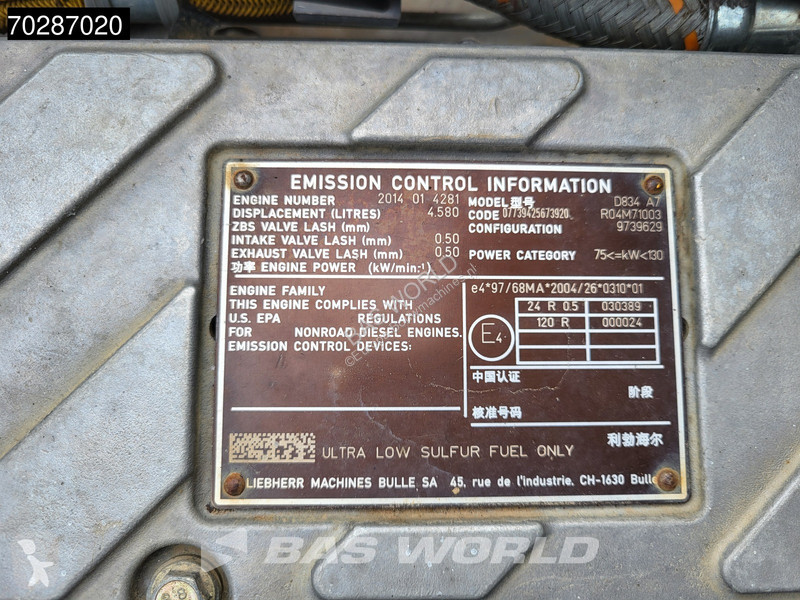 70287020
EMISSION CONTROL INFORMATION
ENGINE NUMBER 2014 01 4281
DISPLACEMENT (LITRES) 4.580
ZBS VALVE LASH (mm)
INTAKE VALVE LASH (mm) 0.50
EXHAUST VALVE LASH (mm) 0.50
功率 ENGINE POWER (kW/min-¹)
MODEL 型号 D834 A7
CODE 07739425673920 R04M71003
CONFIGURATION 9739629
POWER CATEGORY 75<=kW<130
ENGINE FAMILY
THIS ENGINE COMPLIES WITH
U.S. EPA REGULATIONS
FOR NONROAD DIESEL ENGINES.
EMISSION CONTROL DEVICES:
e4*97/68MA*2004/26*0310*01
E4
24 R 0.5 030389
120 R 000024
中国认证
阶段
核准号码
利勃海尔
ULTRA LOW SULFUR FUEL ONLY
LIEBHERR MACHINES BULLE SA 45, rue de l'industrie, CH-1630 Bulle
BAS WORLD
BAS WORLD
8.8